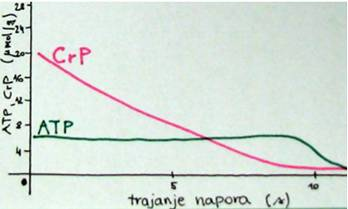 28
24
20
16
12
8
4
0
ATP, CrP (μmol/g)
CrP
ATP
5
10
trajanje napora (s)